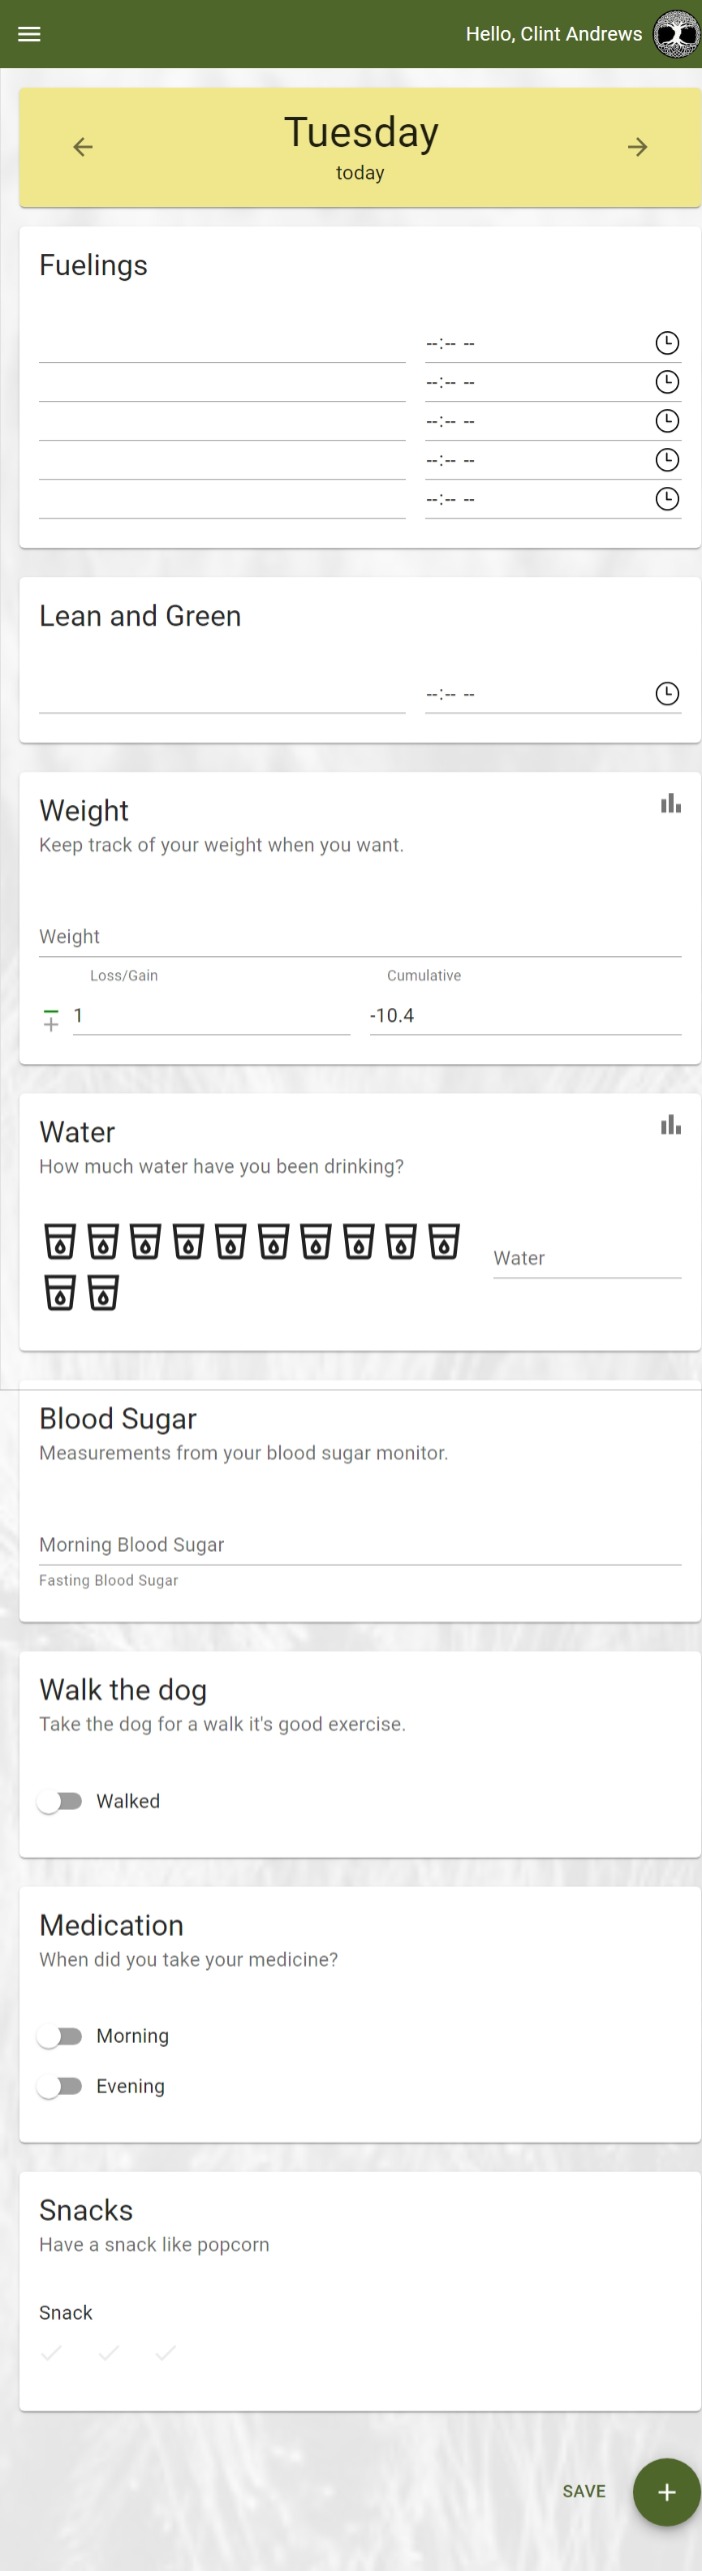 Hello, Clint Andrews
Tuesday
today
Fuelings
--:-- --
--:-- --
--:-- --
--:-- --
--:-- --
Lean and Green
--:-- --
Weight
Keep track of your weight when you want.
Weight
Loss/Gain Cumulative
1 -10.4
Water
How much water have you been drinking?
Water
Blood Sugar
Measurements from your blood sugar monitor.
Morning Blood Sugar
Fasting Blood Sugar
Walk the dog
Take the dog for a walk it's good exercise.
Walked
Medication
When did you take your medicine?
Morning
Evening
Snacks
Have a snack like popcorn
Snack
SAVE